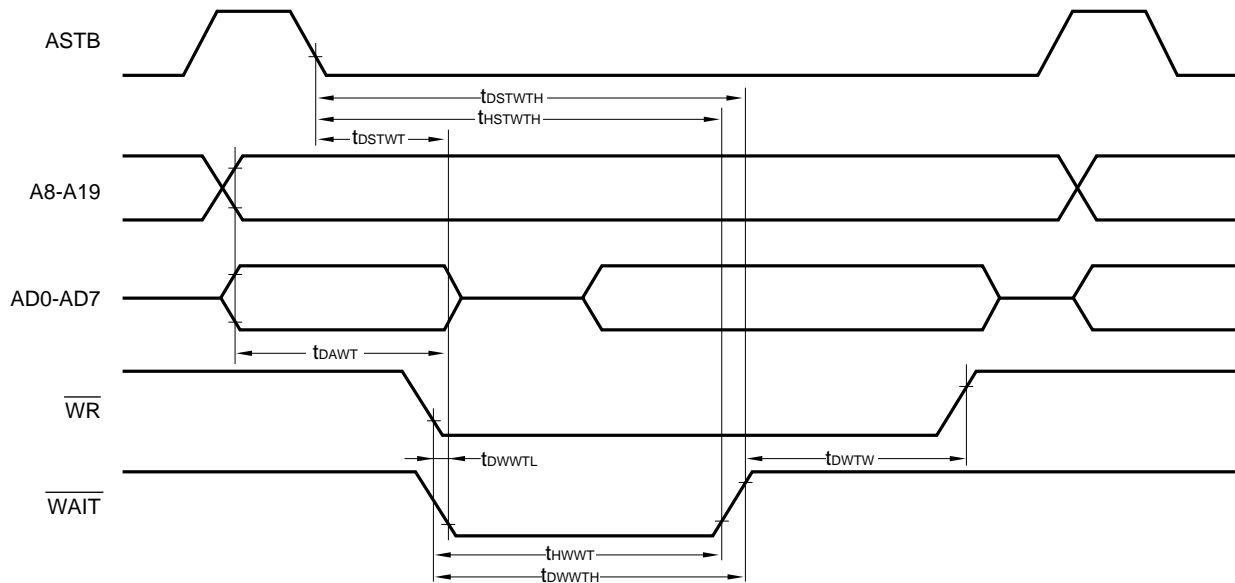 ASTB
tDSTWTH
tHSTWTH
tDSTWT
A8-A19
AD0-AD7
tDAWT
WR
tDWWTL
tDWTW
WAIT
tHWWT
tDWWTH